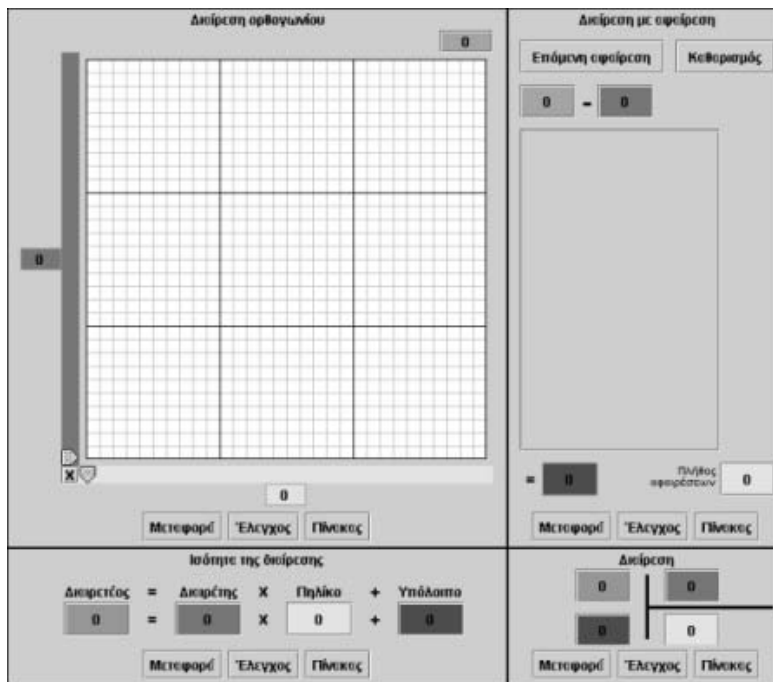 Διαίρεση ορθογωνίου
0
0
X
0
Μεταφορά Έλεγχος Πίνακας
Διαίρεση με αφαίρεση
Επόμενη αφαίρεση Καθαρισμός
0 - 0
= 0 Πλήθος αφαιρέσεων 0
Μεταφορά Έλεγχος Πίνακας
Ισότητα της διαίρεσης
Διαιρετέος = Διαιρέτης X Πηλίκο + Υπόλοιπο
0 = 0 X 0 + 0
Μεταφορά Έλεγχος Πίνακας
Διαίρεση
0 0
0 0
Μεταφορά Έλεγχος Πίνακας